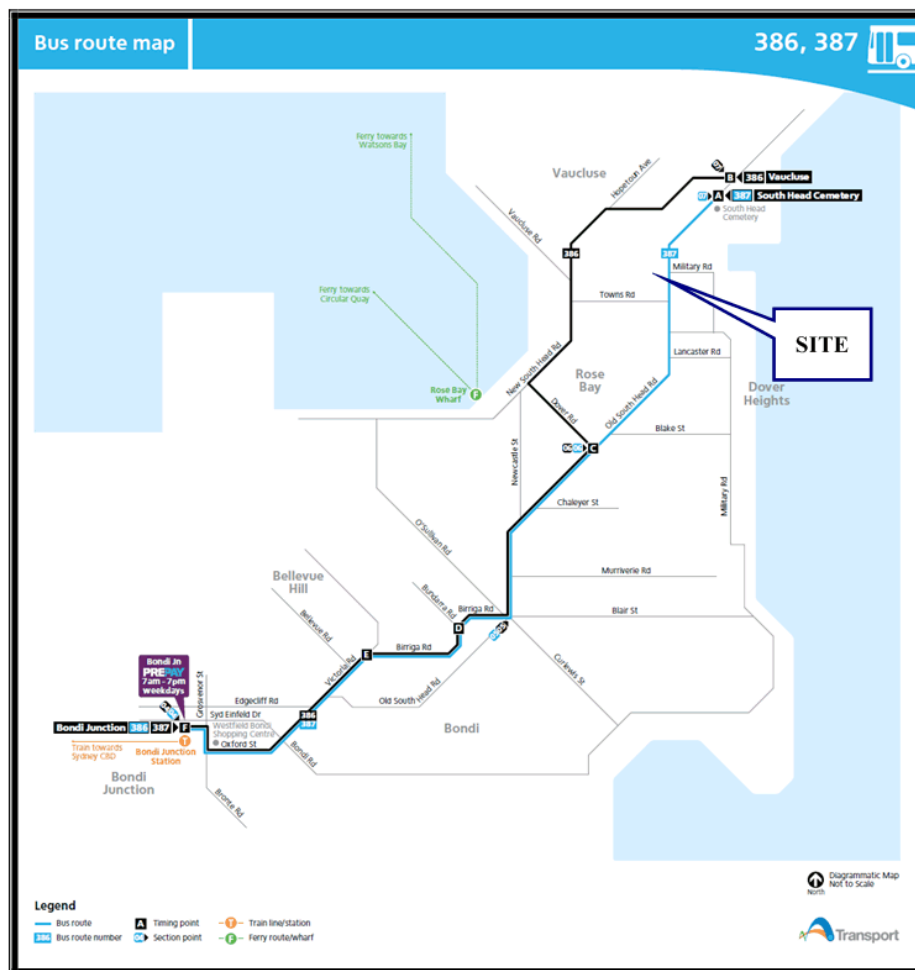 Bus route map
386, 387
Ferry towards
Watsons Bay
Vaucluse
Hopetoun Ave
B 386 Vaucluse
A 387 South Head Cemetery
South Head
Cemetery
Vaucluse Rd
386
387
Military Rd
Ferry towards
Circular Quay
Towns Rd
SITE
New South Head Rd
Lancaster Rd
Rose
Bay
Dover
Heights
Rose Bay
Wharf
F
Dover Rd
Old South Head Rd
Blake St
C
Newcastle St
Military Rd
Chaleyer St
O'Sullivan Rd
Murriverie Rd
Bellevue
Hill
Bundarra Rd
Birriga Rd
Blair St
Bellevue Rd
D
E
Birriga Rd
Victoria Rd
Curlewis St
Bondi Jn
PREPAY
7am - 7pm
weekdays
Grosvenor St
Edgecliff Rd
Old South Head Rd
Syd Einfeld Dr
386
387
Bondi
Bondi Junction 386 387 F
Westfield Bondi
Shopping Centre
Oxford St
Bondi Rd
Train towards
Sydney CBD
T
Bondi Junction
Station
Bondi
Junction
Bronte Rd
North
Diagrammatic Map
Not to Scale
Legend
Bus route
A Timing point
T Train line/station
386 Bus route number
Section point
F Ferry route/wharf
Transport